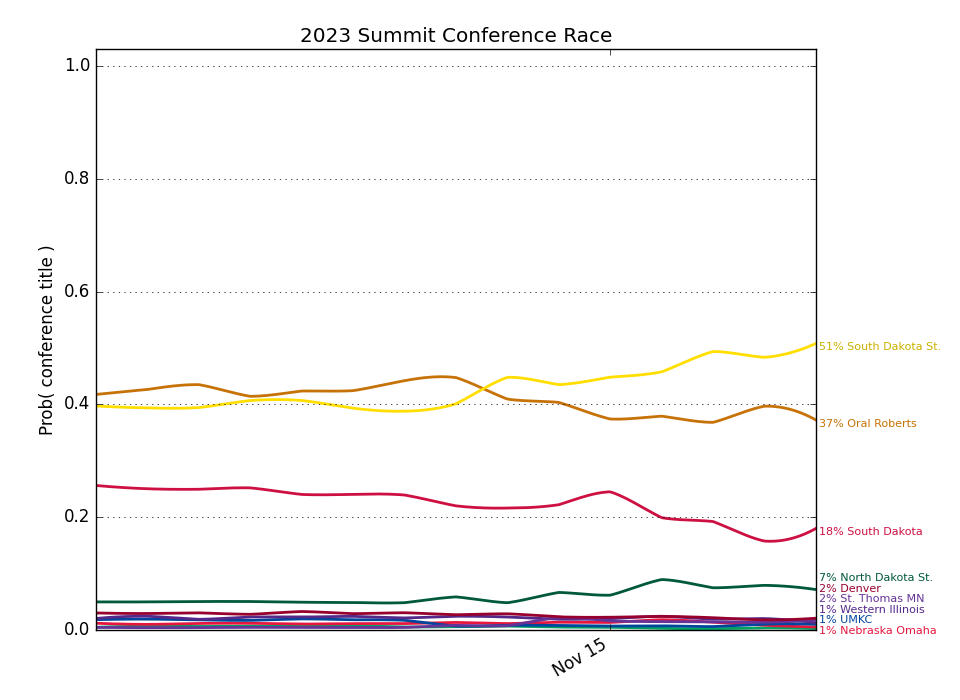 2023 Summit Conference Race
Prob( conference title )
1.0
0.8
0.6
0.4
0.2
0.0
Nov 15
51% South Dakota St.
37% Oral Roberts
18% South Dakota
7% North Dakota St.
2% Denver
2% St. Thomas MN
1% Western Illinois
1% UMKC
1% Nebraska Omaha